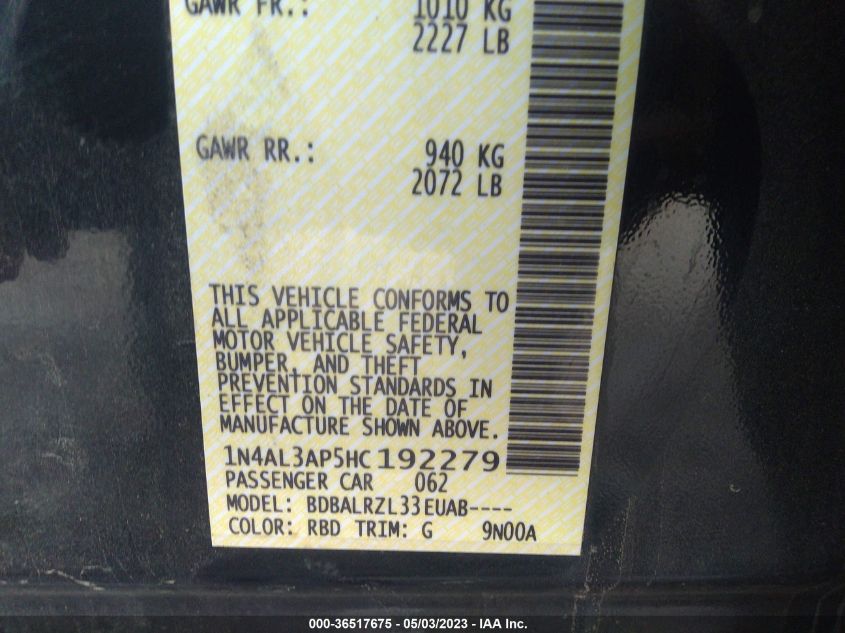 GAWR FR.: 1010 KG
2227 LB
GAWR RR.: 940 KG
2072 LB
THIS VEHICLE CONFORMS TO
ALL APPLICABLE FEDERAL
MOTOR VEHICLE SAFETY,
BUMPER, AND THEFT
PREVENTION STANDARDS IN
EFFECT ON THE DATE OF
MANUFACTURE SHOWN ABOVE.
1N4AL3AP5HC192279
PASSENGER CAR 062
MODEL: BDBALRZL33EUAB----
COLOR: RBD TRIM: G 9N00A
000-36517675 - 05/03/2023 - IAA Inc.